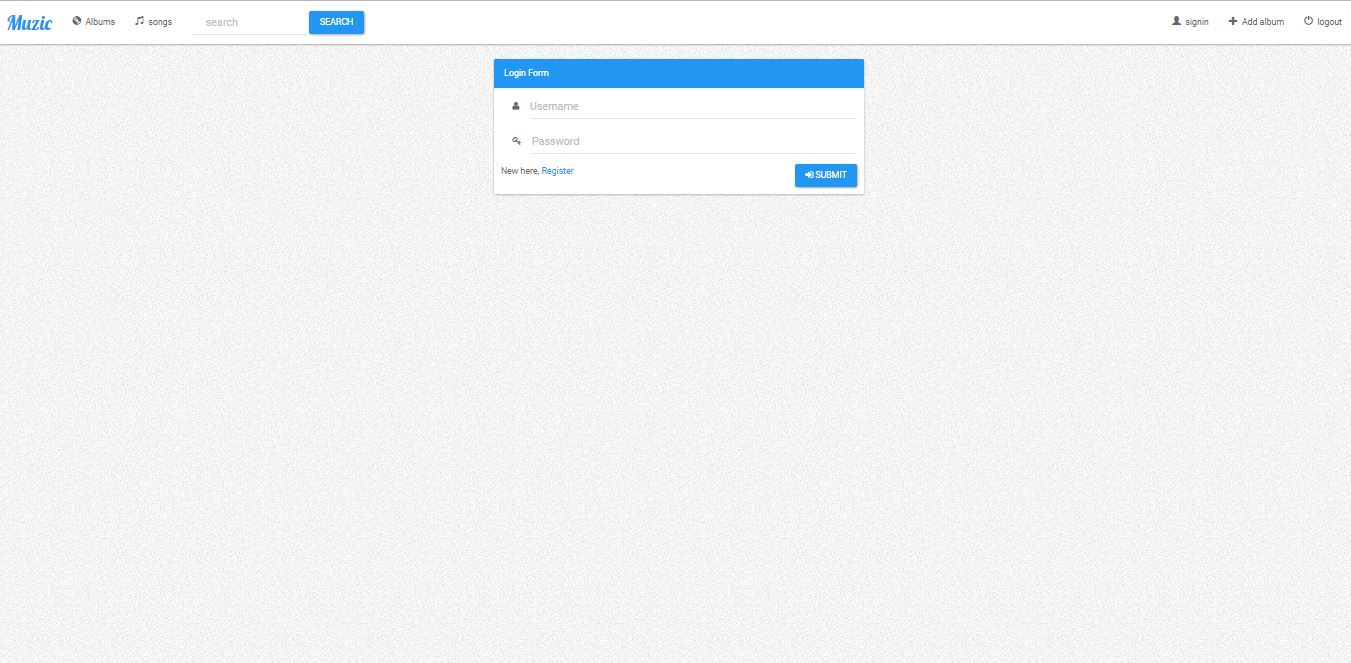 Muzic Albums songs search SEARCH signin Add album logout
Login Form
Username
Password
New here, Register SUBMIT